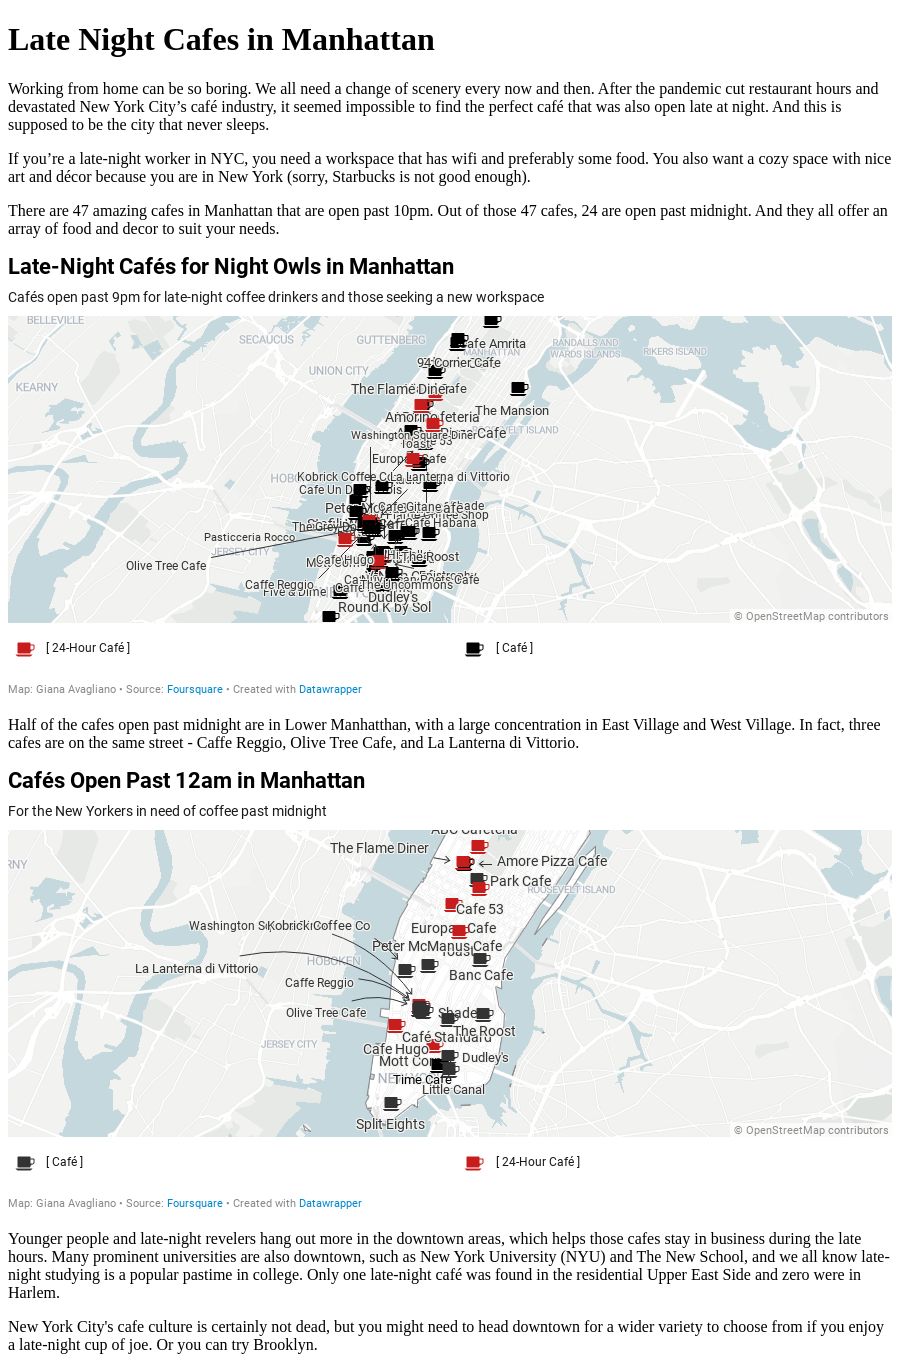 Late Night Cafes in Manhattan
Working from home can be so boring. We all need a change of scenery every now and then. After the pandemic cut restaurant hours and
devastated New York City’s café industry, it seemed impossible to find the perfect café that was also open late at night. And this is
supposed to be the city that never sleeps.
If you’re a late-night worker in NYC, you need a workspace that has wifi and preferably some food. You also want a cozy space with nice
art and décor because you are in New York (sorry, Starbucks is not good enough).
There are 47 amazing cafes in Manhattan that are open past 10pm. Out of those 47 cafes, 24 are open past midnight. And they all offer an
array of food and decor to suit your needs.
Late-Night Cafés for Night Owls in Manhattan
Cafés open past 9pm for late-night coffee drinkers and those seeking a new workspace
BELLEVILLE
SECAUCUS
GUTTENBERG
Cafe Amrita
RANDALLS AND
WARDS ISLANDS
MANHATTAN
RIKERS ISLAND
94 Corner Cafe
UNION CITY
KEARNY
The Flame Diner
The Mansion
Amorino
Washington Square Diner
Toast
Europa Cafe
Kobrick Coffee Co
La Lanterna di Vittorio
Cafe Gitane
Cafe Habana
Pasticceria Rocco
JERSEY CITY
Olive Tree Cafe
Cafe Hugo
The Roost
Caffe Reggio
Five & Dime
The Uncommons
Dudley's
Round K by Sol
© OpenStreetMap contributors
[ 24-Hour Café ]
[ Café ]
Map: Giana Avagliano • Source: Foursquare • Created with Datawrapper
Half of the cafes open past midnight are in Lower Manhatthan, with a large concentration in East Village and West Village. In fact, three
cafes are on the same street - Caffe Reggio, Olive Tree Cafe, and La Lanterna di Vittorio.
Cafés Open Past 12am in Manhattan
For the New Yorkers in need of coffee past midnight
ABC Cafeteria
The Flame Diner
Amore Pizza Cafe
Park Cafe
ROOSEVELT ISLAND
Cafe 53
Kobrick Coffee Co
Europa Cafe
Peter McManus Cafe
Toast
HOBOKEN
La Lanterna di Vittorio
Banc Cafe
Caffe Reggio
Olive Tree Cafe
Shade
The Roost
Café Standard
JERSEY CITY
Cafe Hugo
Dudley's
Time Cafe
Little Canal
Split Eights
© OpenStreetMap contributors
[ Café ]
[ 24-Hour Café ]
Map: Giana Avagliano • Source: Foursquare • Created with Datawrapper
Younger people and late-night revelers hang out more in the downtown areas, which helps those cafes stay in business during the late
hours. Many prominent universities are also downtown, such as New York University (NYU) and The New School, and we all know late-
night studying is a popular pastime in college. Only one late-night café was found in the residential Upper East Side and zero were in
Harlem.
New York City's cafe culture is certainly not dead, but you might need to head downtown for a wider variety to choose from if you enjoy
a late-night cup of joe. Or you can try Brooklyn.